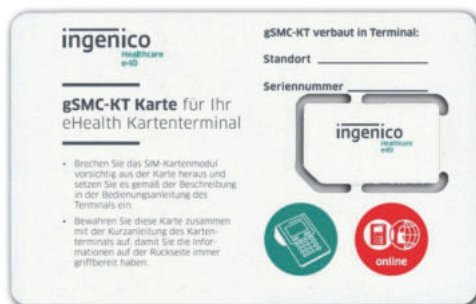 ingenico
Healthcare
e-ID
gSMC-KT Karte für Ihr
eHealth Kartenterminal
• Brechen Sie das SIM-Kartenmodul
vorsichtig aus der Karte heraus und
setzen Sie es gemäß der Beschreibung
in der Bedienungsanleitung des
Terminals ein.
• Bewahren Sie diese Karte zusammen
mit der Kurzanleitung des Karten-
terminals auf, damit Sie die Infor-
mationen auf der Rückseite immer
griffbereit haben.
gSMC-KT verbaut in Terminal:
Standort
Seriennummer
ingenico
Healthcare
e-ID
online